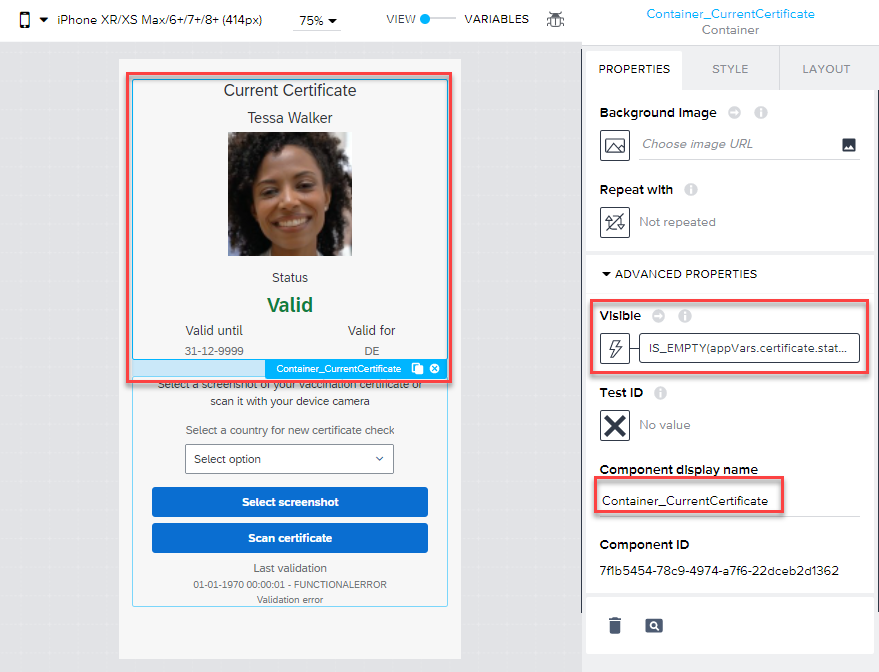 iPhone XR/XS Max/6+/7+/8+ (414px)
75%
VIEW
VARIABLES
Container_CurrentCertificate
Container
PROPERTIES
STYLE
LAYOUT
Current Certificate
Tessa Walker
Status
Valid
Valid until
Valid for
31-12-9999
DE
Container_CurrentCertificate
Select a screenshot of your vaccination certificate or
scan it with your device camera
Select a country for new certificate check
Select option
Select screenshot
Scan certificate
Last validation
01-01-1970 00:00:01 - FUNCTIONALERROR
Validation error
Background Image
Choose image URL
Repeat with
Not repeated
ADVANCED PROPERTIES
Visible
IS_EMPTY(appVars.certificate.stat...
Test ID
No value
Component display name
Container_CurrentCertificate
Component ID
7f1b5454-78c9-4974-a7f6-22dceb2d1362